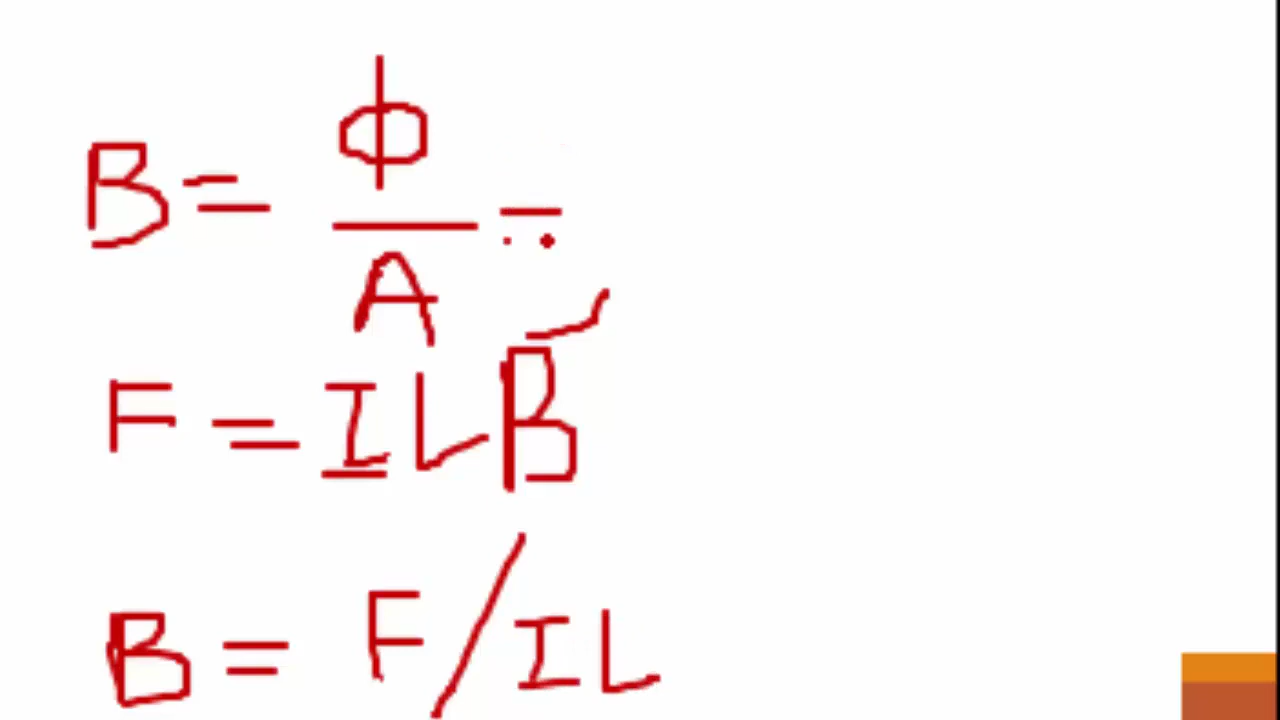 B = Φ/A =
F = ILB
B = F/IL